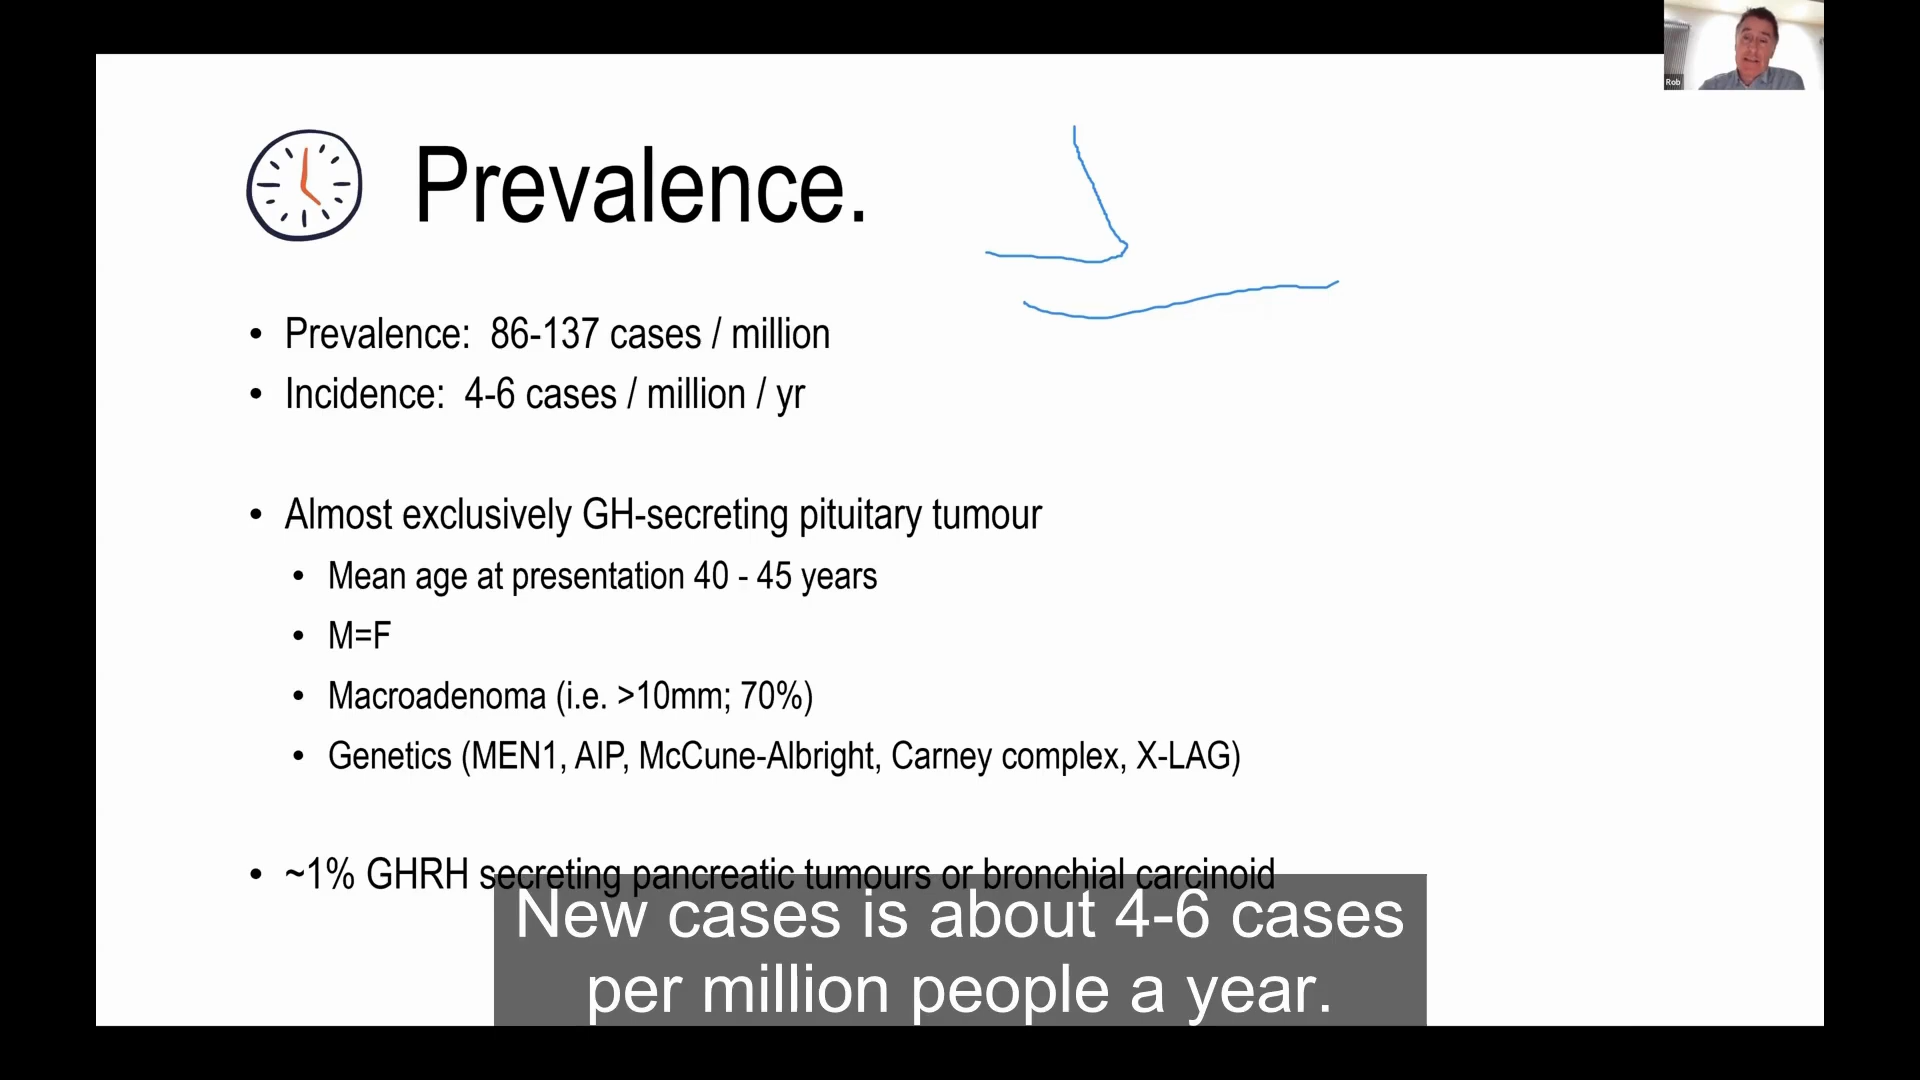 Rob
Prevalence.
• Prevalence: 86-137 cases / million
• Incidence: 4-6 cases / million / yr
• Almost exclusively GH-secreting pituitary tumour
• Mean age at presentation 40 - 45 years
• M=F
• Macroadenoma (i.e. >10mm; 70%)
• Genetics (MEN1, AIP, McCune-Albright, Carney complex, X-LAG)
• ~1% GHRH secreting pancreatic tumours or bronchial carcinoid
New cases is about 4-6 cases
per million people a year.